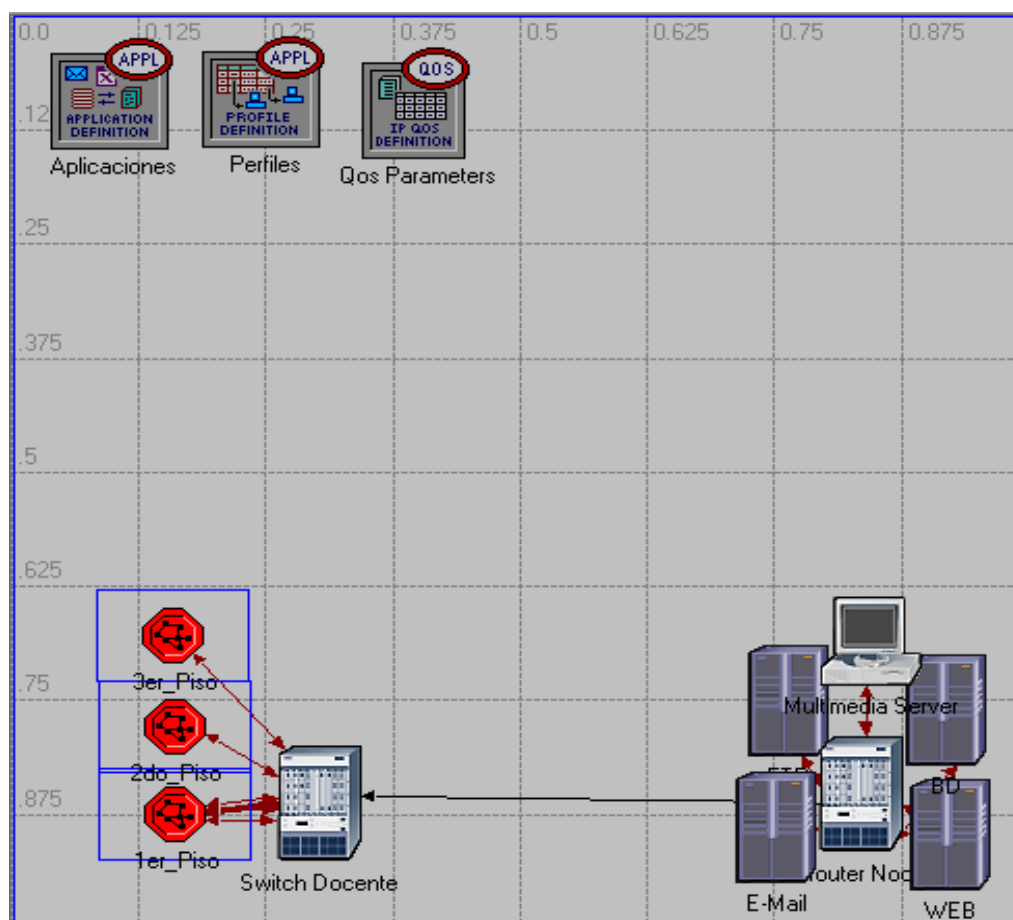 0.0 0.125 0.25 0.375 0.5 0.625 0.75 0.875
APPL
APPLICATION
DEFINITION
Aplicaciones
APPL
PROFILE
DEFINITION
Perfiles
QOS
IP QOS
DEFINITION
Qos Parameters
.12
.25
.375
.5
.625
.75
.875
3er_Piso
2do_Piso
1er_Piso
Switch Docente
Multimedia Server
BD
E-Mail
WEB